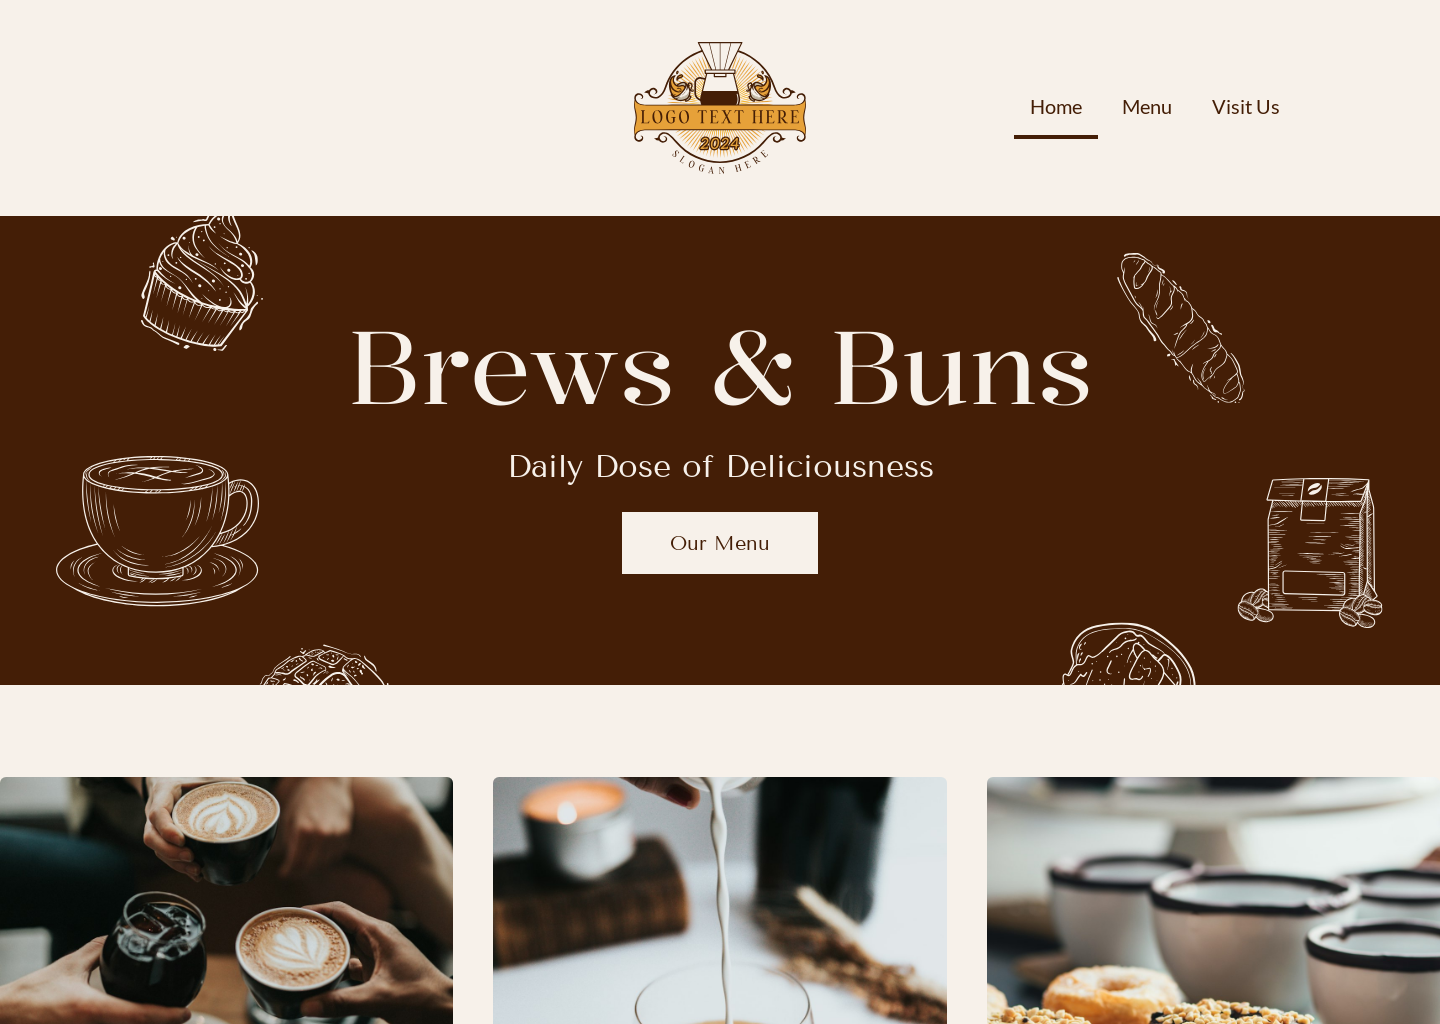 LOGO TEXT HERE
2024
SLOGAN HERE
Home
Menu
Visit Us
Brews & Buns
Daily Dose of Deliciousness
Our Menu